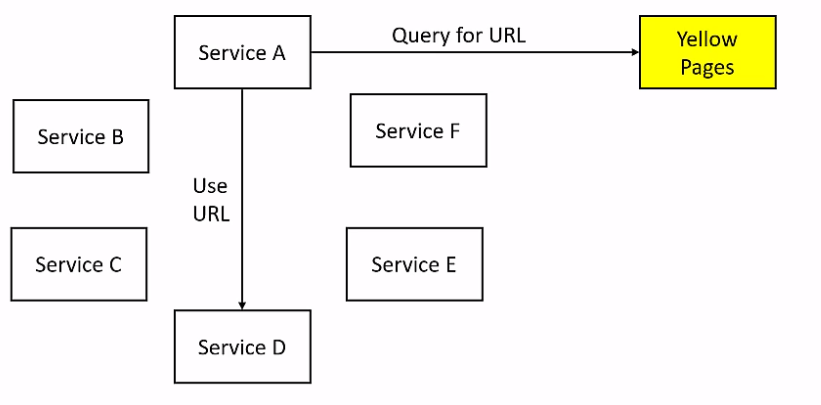 Service A
Query for URL
Yellow
Pages
Service B
Service F
Use
URL
Service C
Service E
Service D